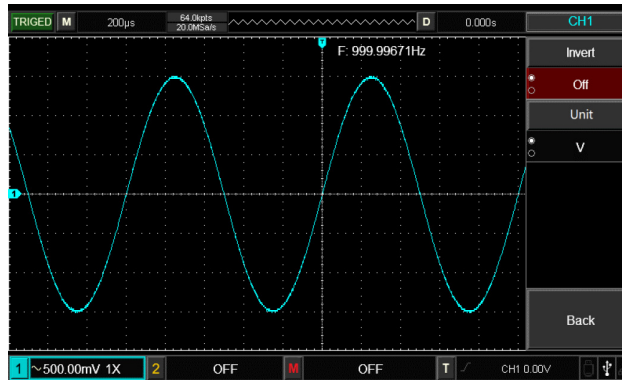 TRIGED M 200µs 64.0kpts D 0.000s CH1
20.0MSa/s
T
F: 999.99671Hz
Invert
Off
Unit
V
1
Back
1 ~500.00mV 1X 2 OFF M OFF T CH1 0.00V